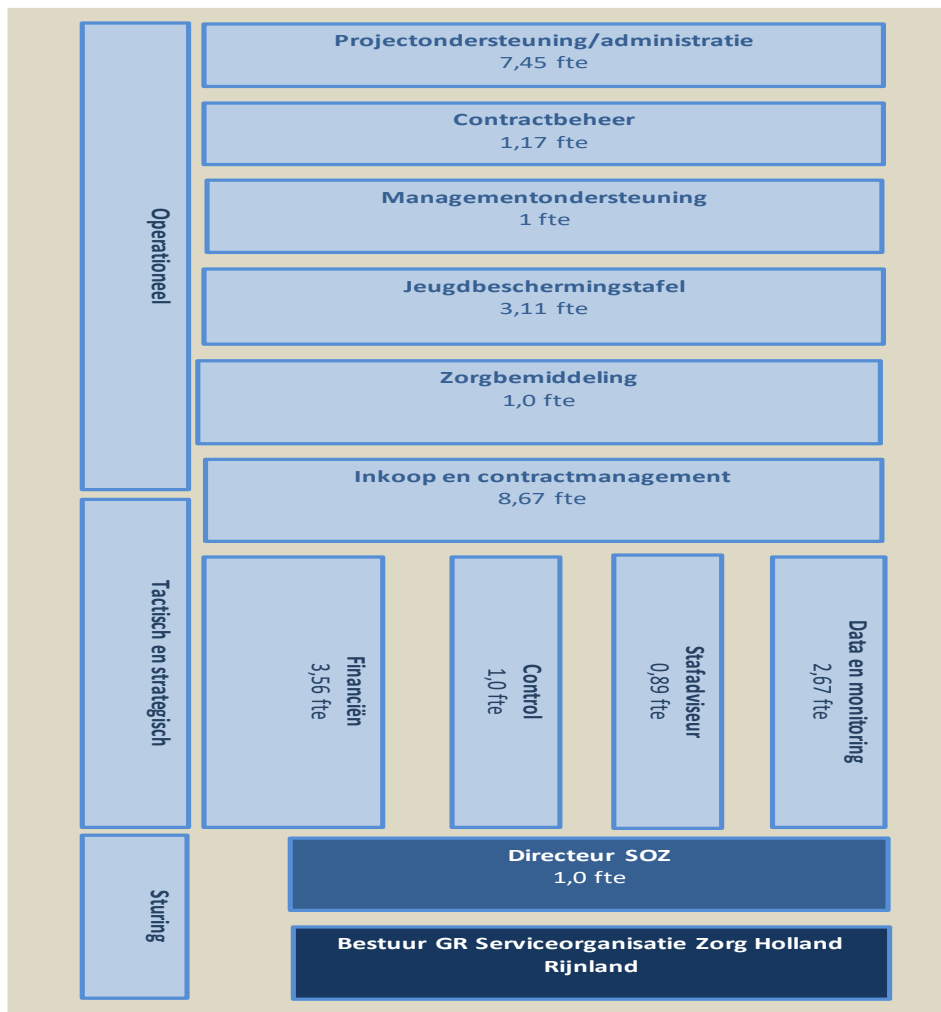 Operationeel
Projectondersteuning/administratie
7,45 fte
Contractbeheer
1,17 fte
Managementondersteuning
1 fte
Jeugdbeschermingstafel
3,11 fte
Zorgbemiddeling
1,0 fte
Inkoop en contractmanagement
8,67 fte
Tactisch en strategisch
Financiën
3,56 fte
Control
1,0 fte
Stafadviseur
0,89 fte
Data en monitoring
2,67 fte
Sturing
Directeur SOZ
1,0 fte
Bestuur GR Serviceorganisatie Zorg Holland
Rijnland